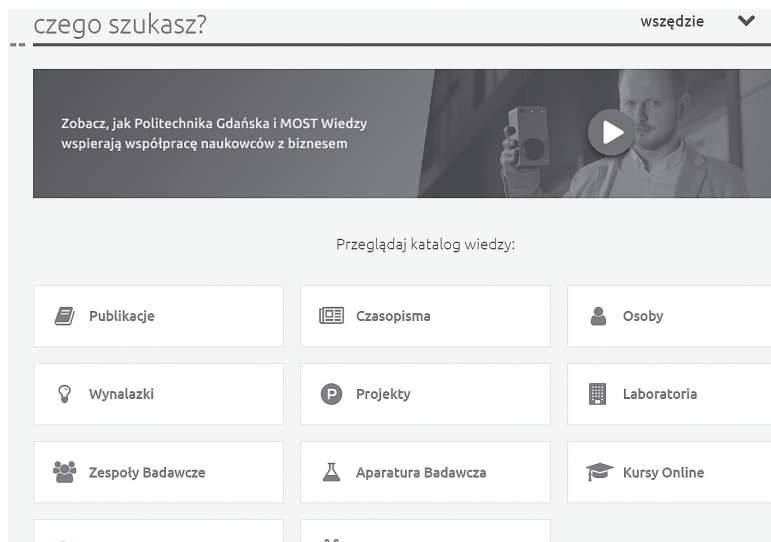 czego szukasz?
wszędzie
Zobacz, jak Politechnika Gdańska i MOST Wiedzy
wspierają współpracę naukowców z biznesem
Przeglądaj katalog wiedzy:
Publikacje
Czasopisma
Osoby
Wynalazki
P
Projekty
Laboratoria
Zespoły Badawcze
Aparatura Badawcza
Kursy Online